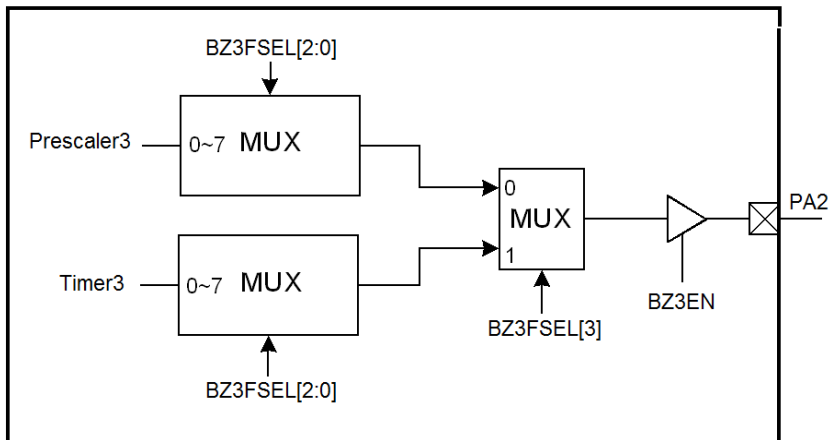 BZ3FSEL[2:0]
Prescaler3
0~7 MUX
0
MUX
1
PA2
Timer3
0~7 MUX
BZ3EN
BZ3FSEL[3]
BZ3FSEL[2:0]